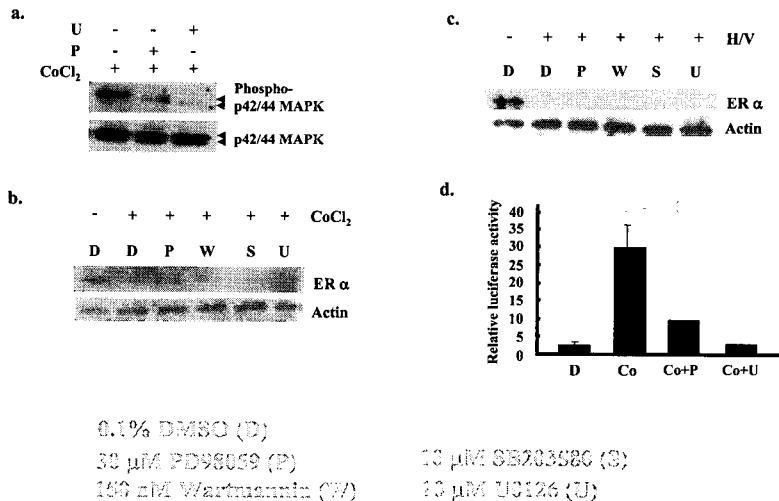 a.
U - - +
P - + -
CoCl2 + + +
Phospho-
p42/44 MAPK
p42/44 MAPK
b.
- + + + + + CoCl2
D D P W S U
ER α
Actin
c.
- + + + + + H/V
D D P W S U
ER α
Actin
d.
Relative luciferase activity
40
35
30
25
20
15
10
5
0
D Co Co+P Co+U
0.1% DMSO (D)
30 µM PD98059 (P)
150 nM Wartmannin (W)
10 µM SB203580 (S)
10 µM U0126 (U)